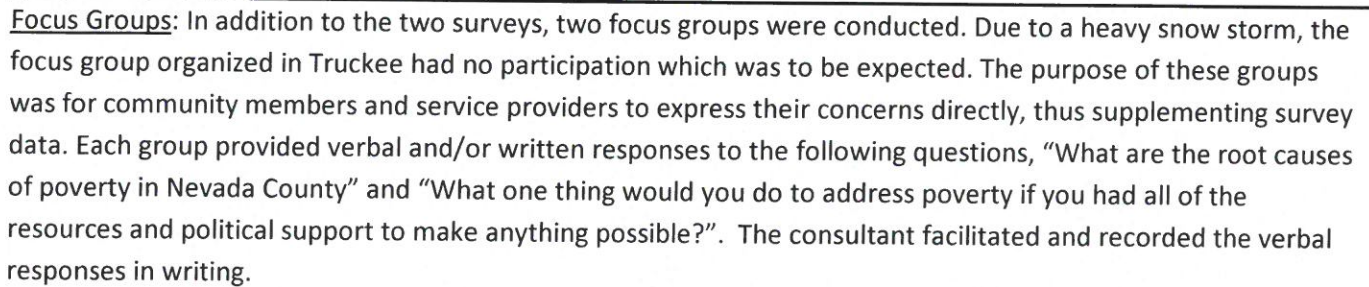 Focus Groups: In addition to the two surveys, two focus groups were conducted. Due to a heavy snow storm, the
focus group organized in Truckee had no participation which was to be expected. The purpose of these groups
was for community members and service providers to express their concerns directly, thus supplementing survey
data. Each group provided verbal and/or written responses to the following questions, “What are the root causes
of poverty in Nevada County” and “What one thing would you do to address poverty if you had all of the
resources and political support to make anything possible?”.  The consultant facilitated and recorded the verbal
responses in writing.